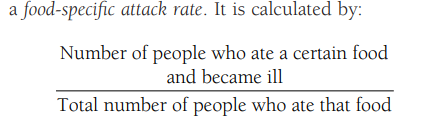 a food-specific attack rate. It is calculated by:
Number of people who ate a certain food
and became ill
Total number of people who ate that food